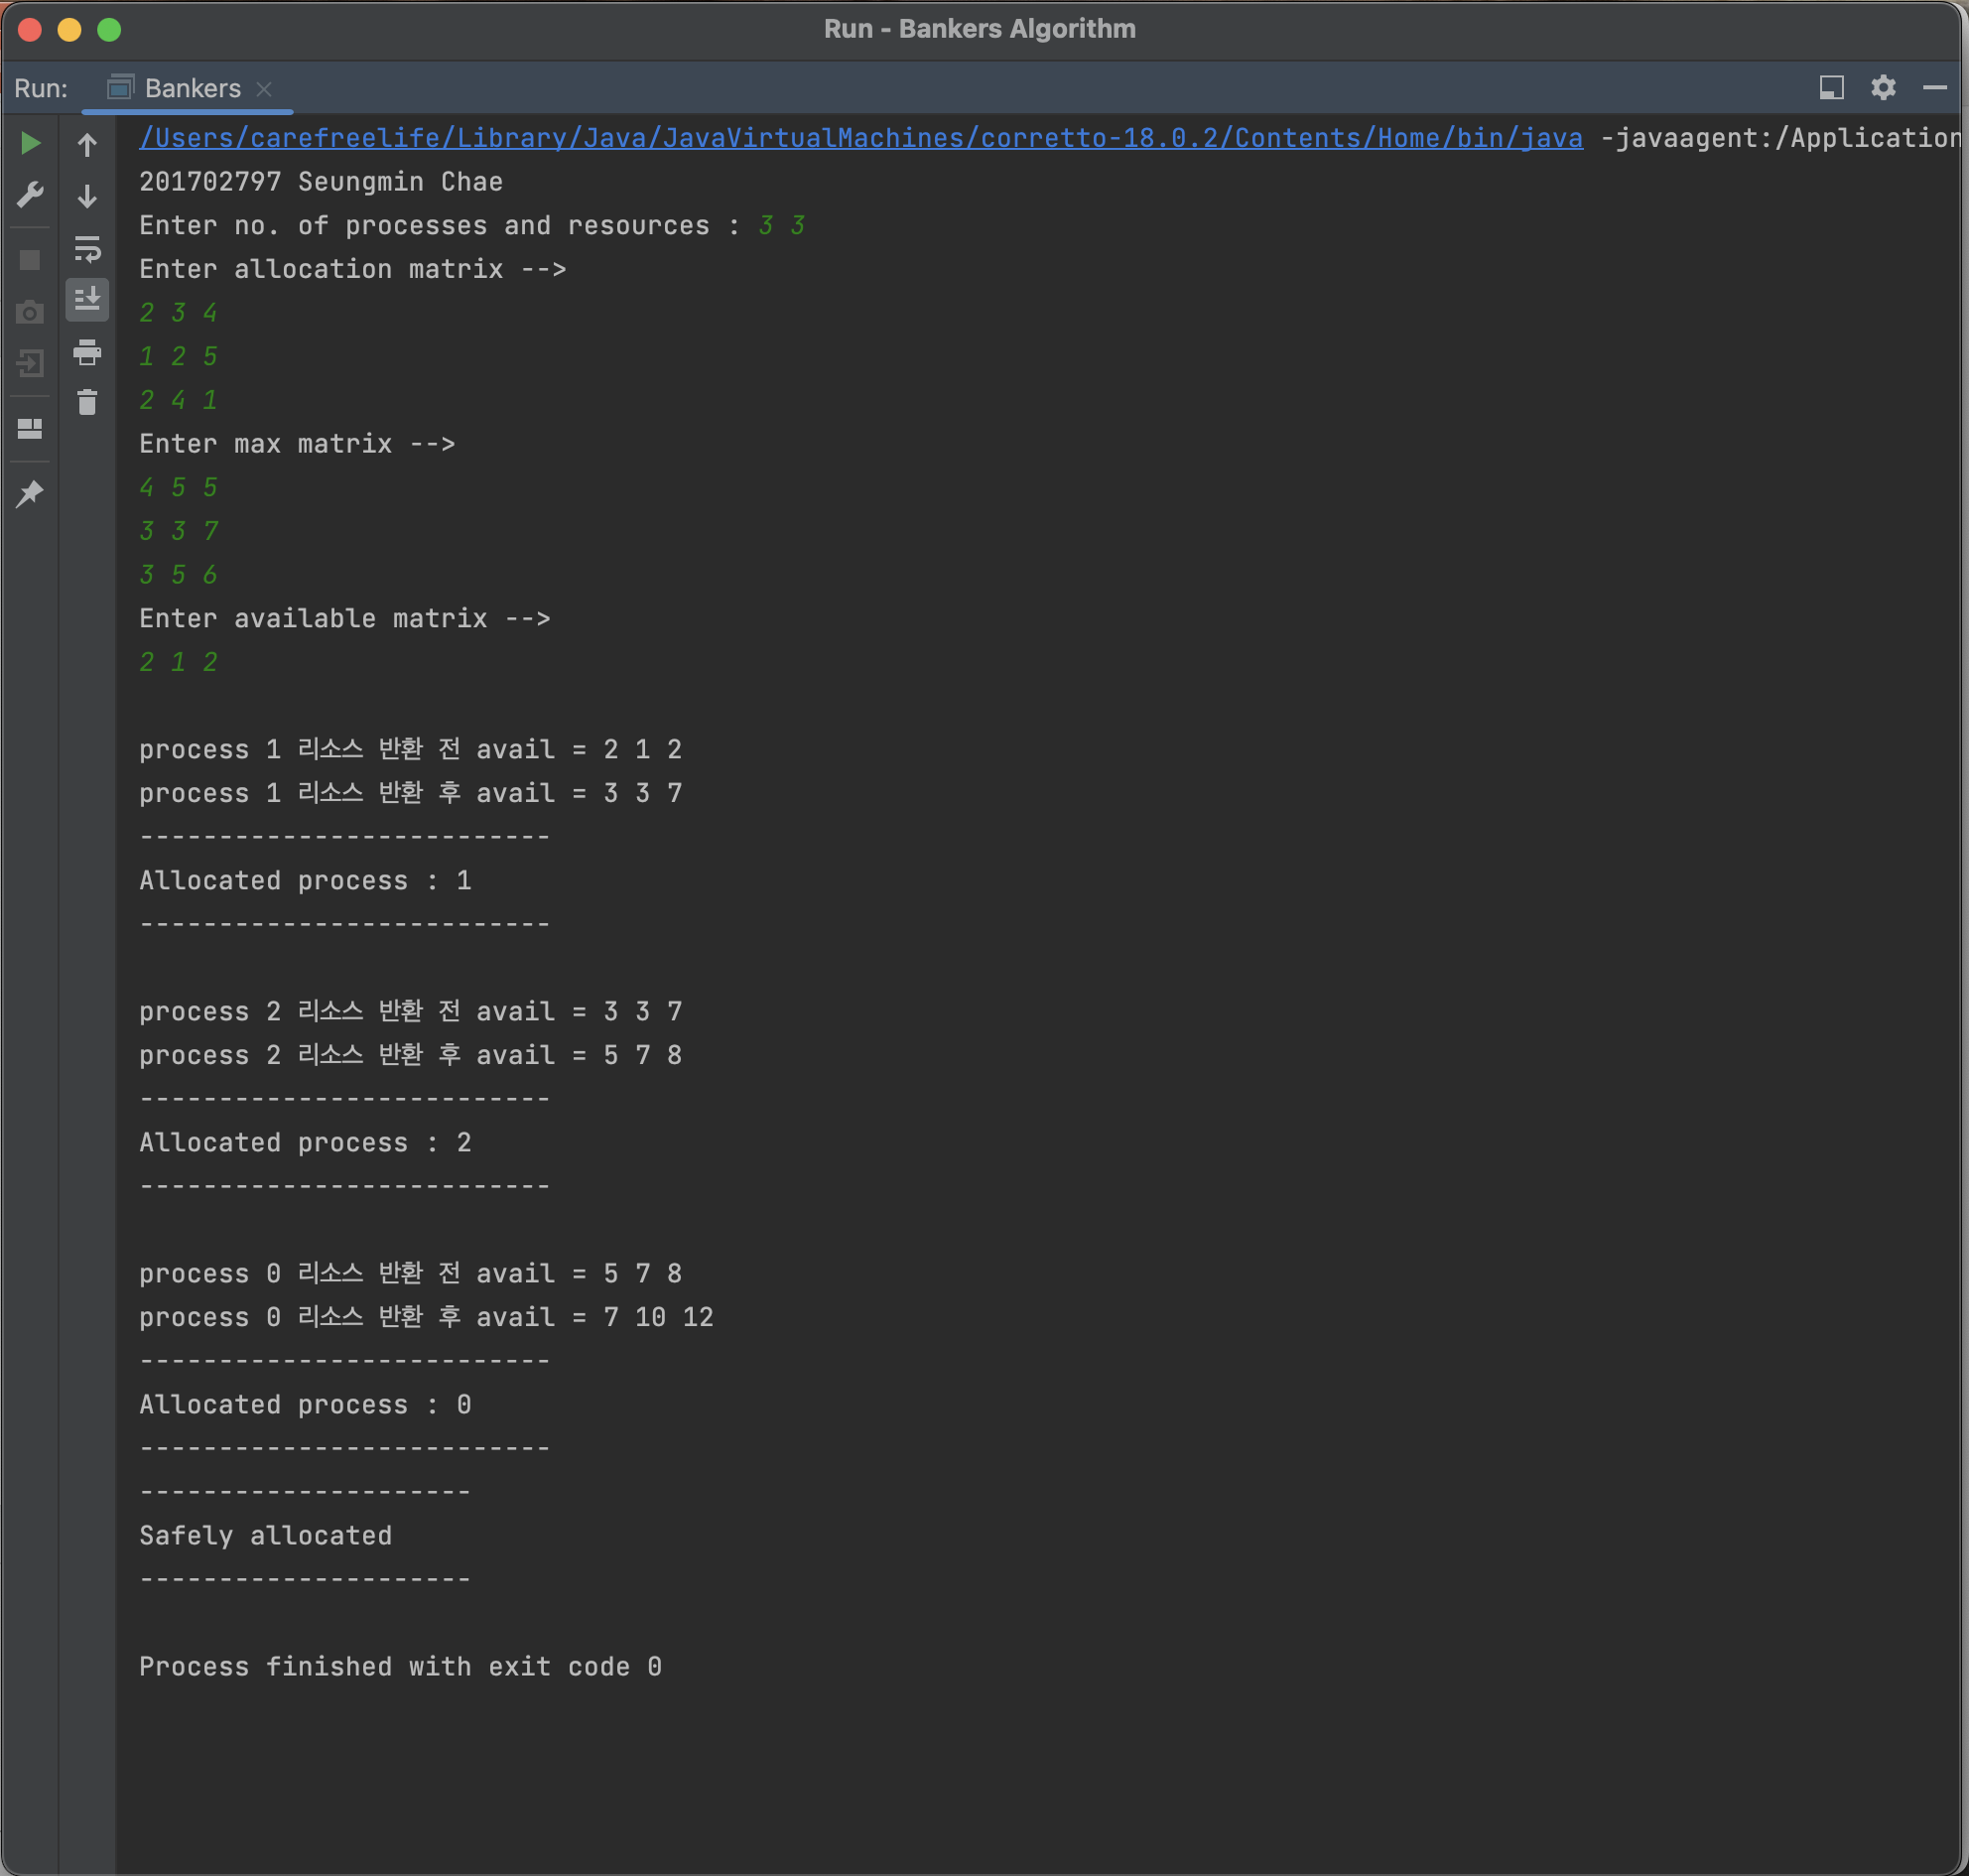 Run - Bankers Algorithm
Run: Bankers
/Users/carefreelife/Library/Java/JavaVirtualMachines/corretto-18.0.2/Contents/Home/bin/java -javaagent:/Application
201702797 Seungmin Chae
Enter no. of processes and resources : 3 3
Enter allocation matrix -->
2 3 4
1 2 5
2 4 1
Enter max matrix -->
4 5 5
3 3 7
3 5 6
Enter available matrix -->
2 1 2
process 1 리소스 반환 전 avail = 2 1 2
process 1 리소스 반환 후 avail = 3 3 7
--------------------------
Allocated process : 1
--------------------------
process 2 리소스 반환 전 avail = 3 3 7
process 2 리소스 반환 후 avail = 5 7 8
--------------------------
Allocated process : 2
--------------------------
process 0 리소스 반환 전 avail = 5 7 8
process 0 리소스 반환 후 avail = 7 10 12
--------------------------
Allocated process : 0
--------------------------
---------------------
Safely allocated
---------------------
Process finished with exit code 0